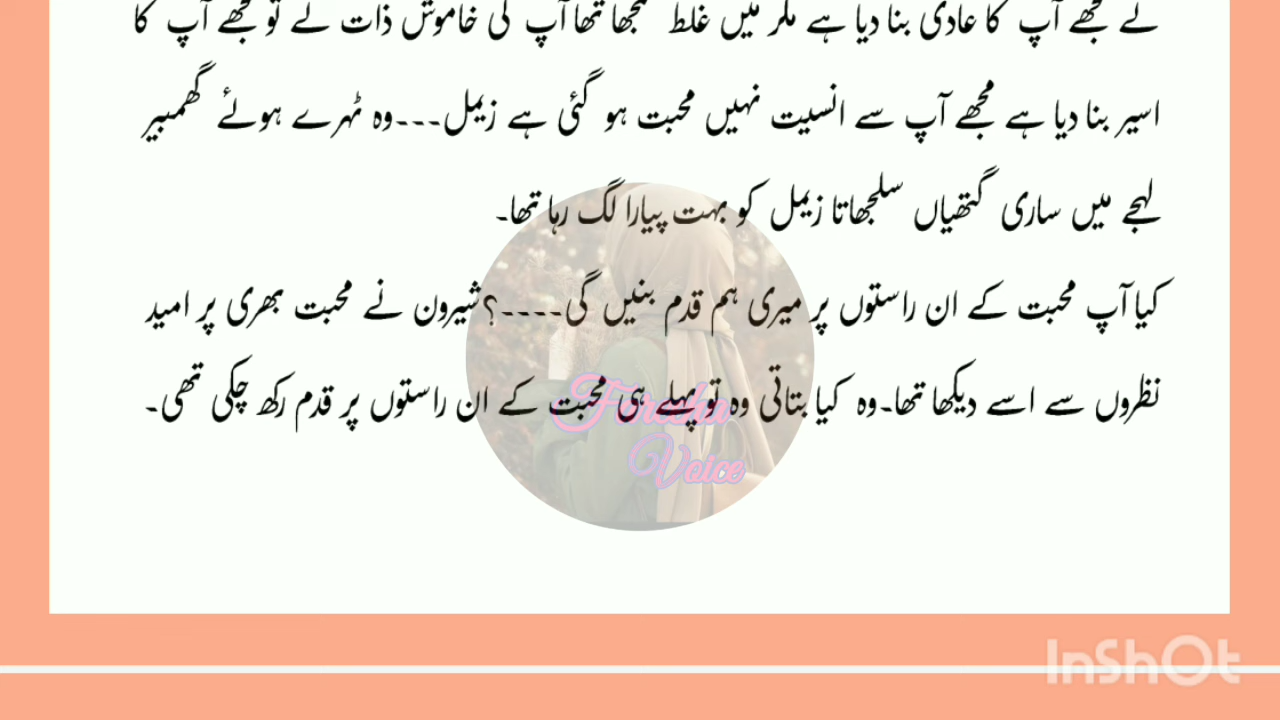 نے مجھے آپ کا عادی بنا دیا ہے مگر میں غلط سمجھا تھا آپ کی خاموش ذات نے تو مجھے آپ کا
اسیر بنا دیا ہے مجھے آپ سے انسیت نہیں محبت ہو گئی ہے زیمل۔۔۔وہ ٹہرے ہوئے گھمبیر
لہجے میں ساری گتھیاں سلجھاتا زیمل کو بہت پیارا لگ رہا تھا۔
کیا آپ محبت کے ان راستوں پر میری ہم قدم بنیں گی۔۔۔۔؟شیرون نے محبت بھری پر امید
نظروں سے اسے دیکھا تھا۔وہ کیا بتاتی وہ تو پہلے ہی محبت کے ان راستوں پر قدم رکھ چکی تھی۔
Voice
InShOt